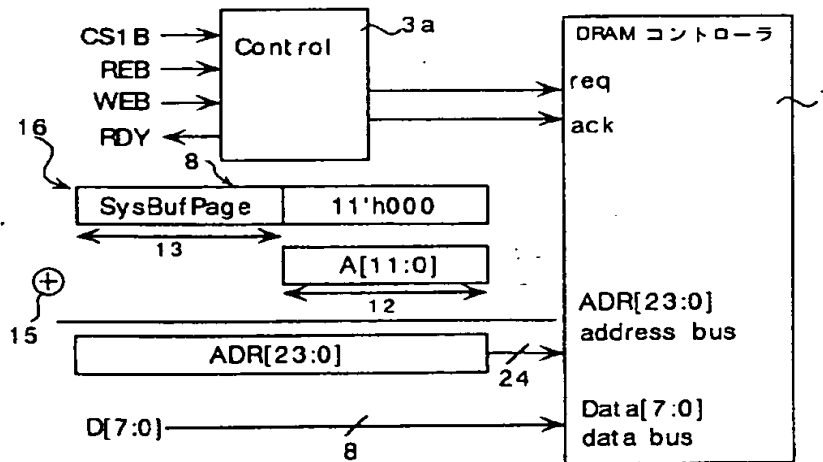 CS1B
REB
WEB
RDY
Control
3a
DRAM コントローラ
req
ack
16
8
SysBufPage
11'h000
13
A[11:0]
12
15
ADR[23:0]
24
ADR[23:0]
address bus
D[7:0]
8
Data[7:0]
data bus